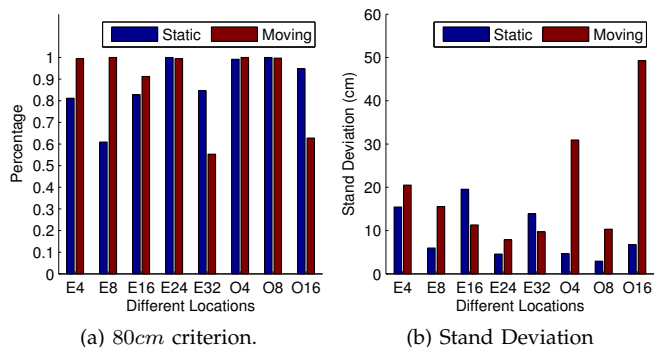 Static Moving
Percentage
1
0.9
0.8
0.7
0.6
0.5
0.4
0.3
0.2
0.1
0
E4 E8 E16 E24 E32 O4 O8 O16
Different Locations
(a) 80cm criterion.
Static Moving
Stand Deviation (cm)
60
50
40
30
20
10
0
E4 E8 E16 E24 E32 O4 O8 O16
Different Locations
(b) Stand Deviation